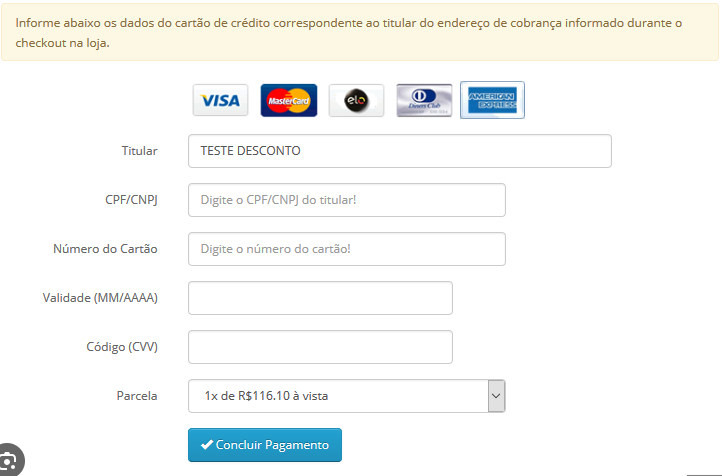 Informe abaixo os dados do cartão de crédito correspondente ao titular do endereço de cobrança informado durante o
checkout na loja.
VISA MasterCard elo Diners Club AMERICAN EXPRESS
Titular TESTE DESCONTO
CPF/CNPJ Digite o CPF/CNPJ do titular!
Número do Cartão Digite o número do cartão!
Validade (MM/AAAA)
Código (CVV)
Parcela 1x de R$116.10 à vista
Concluir Pagamento